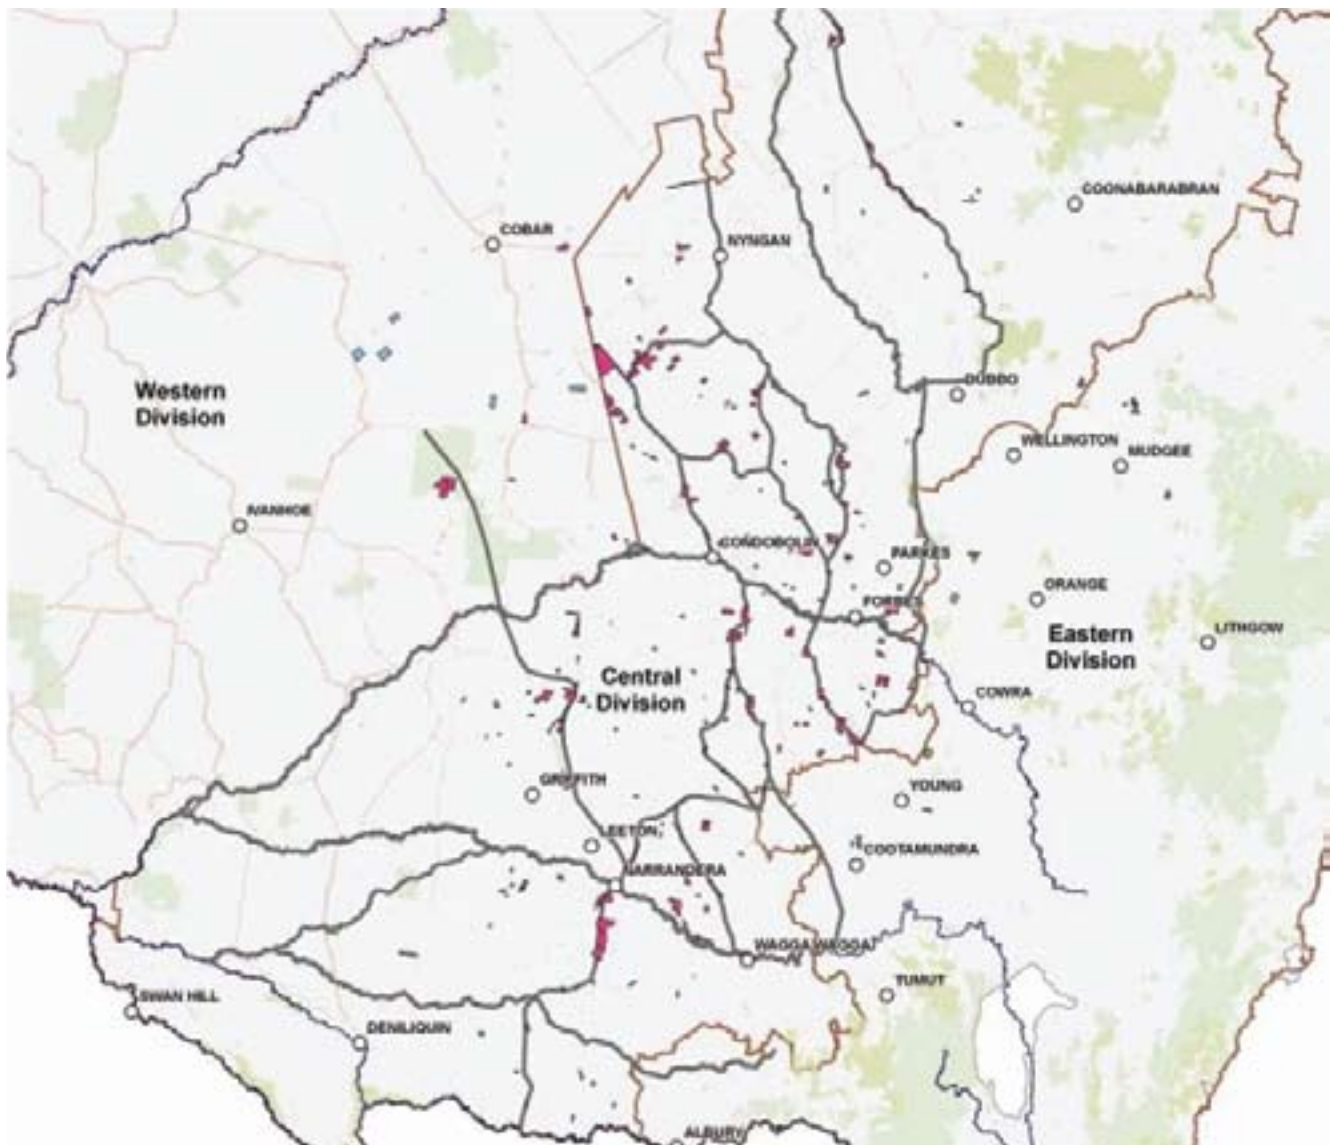 COONABARABRAN
COBAR
NYNGAN
DUBBO
Western
Division
WELLINGTON
MUDGEE
IVANHOE
CONDOBOLIN
PARKES
ORANGE
FORBES
Eastern
Division
LITHGOW
Central
Division
COWRA
GRIFFITH
YOUNG
LEETON
COOTAMUNDRA
NARRANDERA
WAGGA WAGGA
TUMUT
SWAN HILL
DENILIQUIN
ALBURY